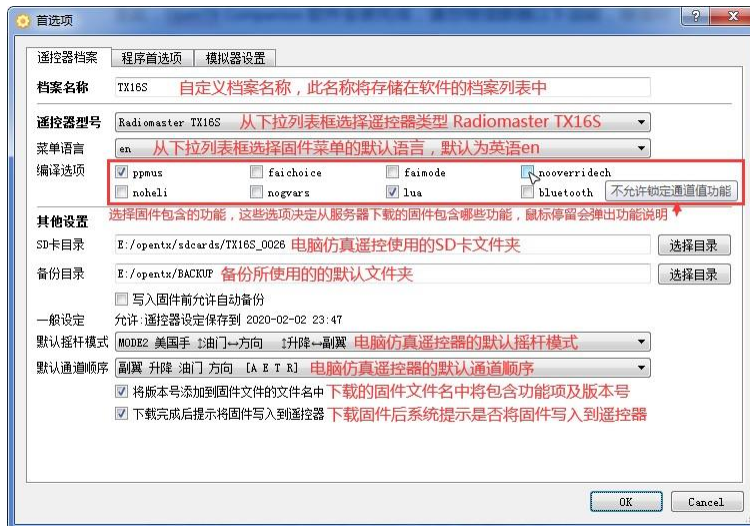 首选项
遥控器档案 程序首选项 模拟器设置
档案名称 TX16S 自定义档案名称，此名称将存储在软件的档案列表中
遥控器型号 Radiomaster TX16S 从下拉列表框选择遥控器类型 Radiomaster TX16S
菜单语言 en 从下拉列表框选择固件菜单的默认语言，默认为英语en
编译选项 ppmus faichoice faimode nooverridech
noheli nogvars lua bluetooth 不允许锁定通道值功能
选择固件包含的功能，这些选项决定从服务器下载的固件包含哪些功能，鼠标停留会弹出功能说明
其他设置
SD卡目录 E:/opentx/sdcards/TX16S_0026 电脑仿真遥控使用的SD卡文件夹 选择目录
备份目录 E:/opentx/BACKUP 备份所使用的的默认文件夹 选择目录
写入固件前允许自动备份
一般设定 允许:遥控器设定保存到 2020-02-02 23:47
默认摇杆模式 MODE2 美国手 ↕油门↔方向 ↕升降↔副翼 电脑仿真遥控器的默认摇杆模式
默认通道顺序 副翼 升降 油门 方向 [A E T R] 电脑仿真遥控器的默认通道顺序
将版本号添加到固件文件的文件名中 下载的固件文件名中将包含功能项及版本号
下载完成后提示将固件写入到遥控器 下载固件后系统提示是否将固件写入到遥控器
OK Cancel